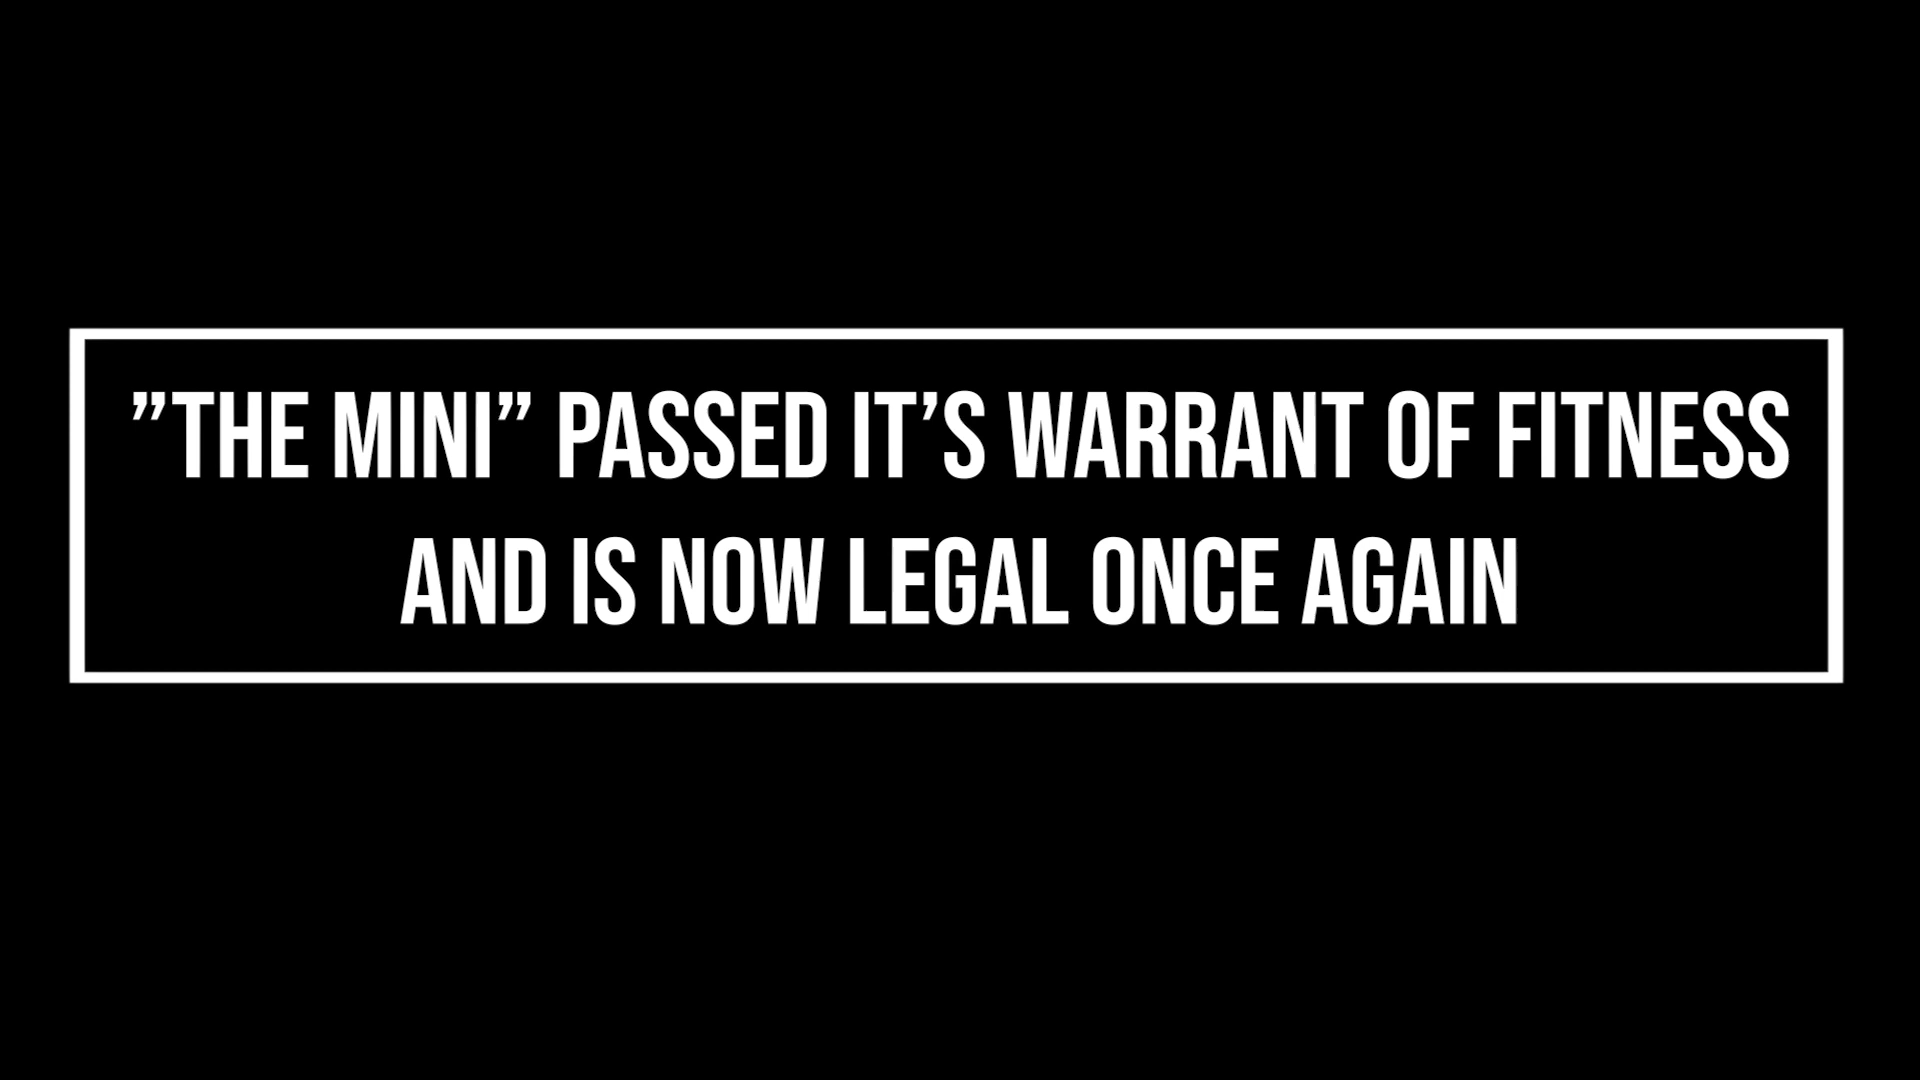 ”THE MINI” PASSED IT’S WARRANT OF FITNESS
AND IS NOW LEGAL ONCE AGAIN